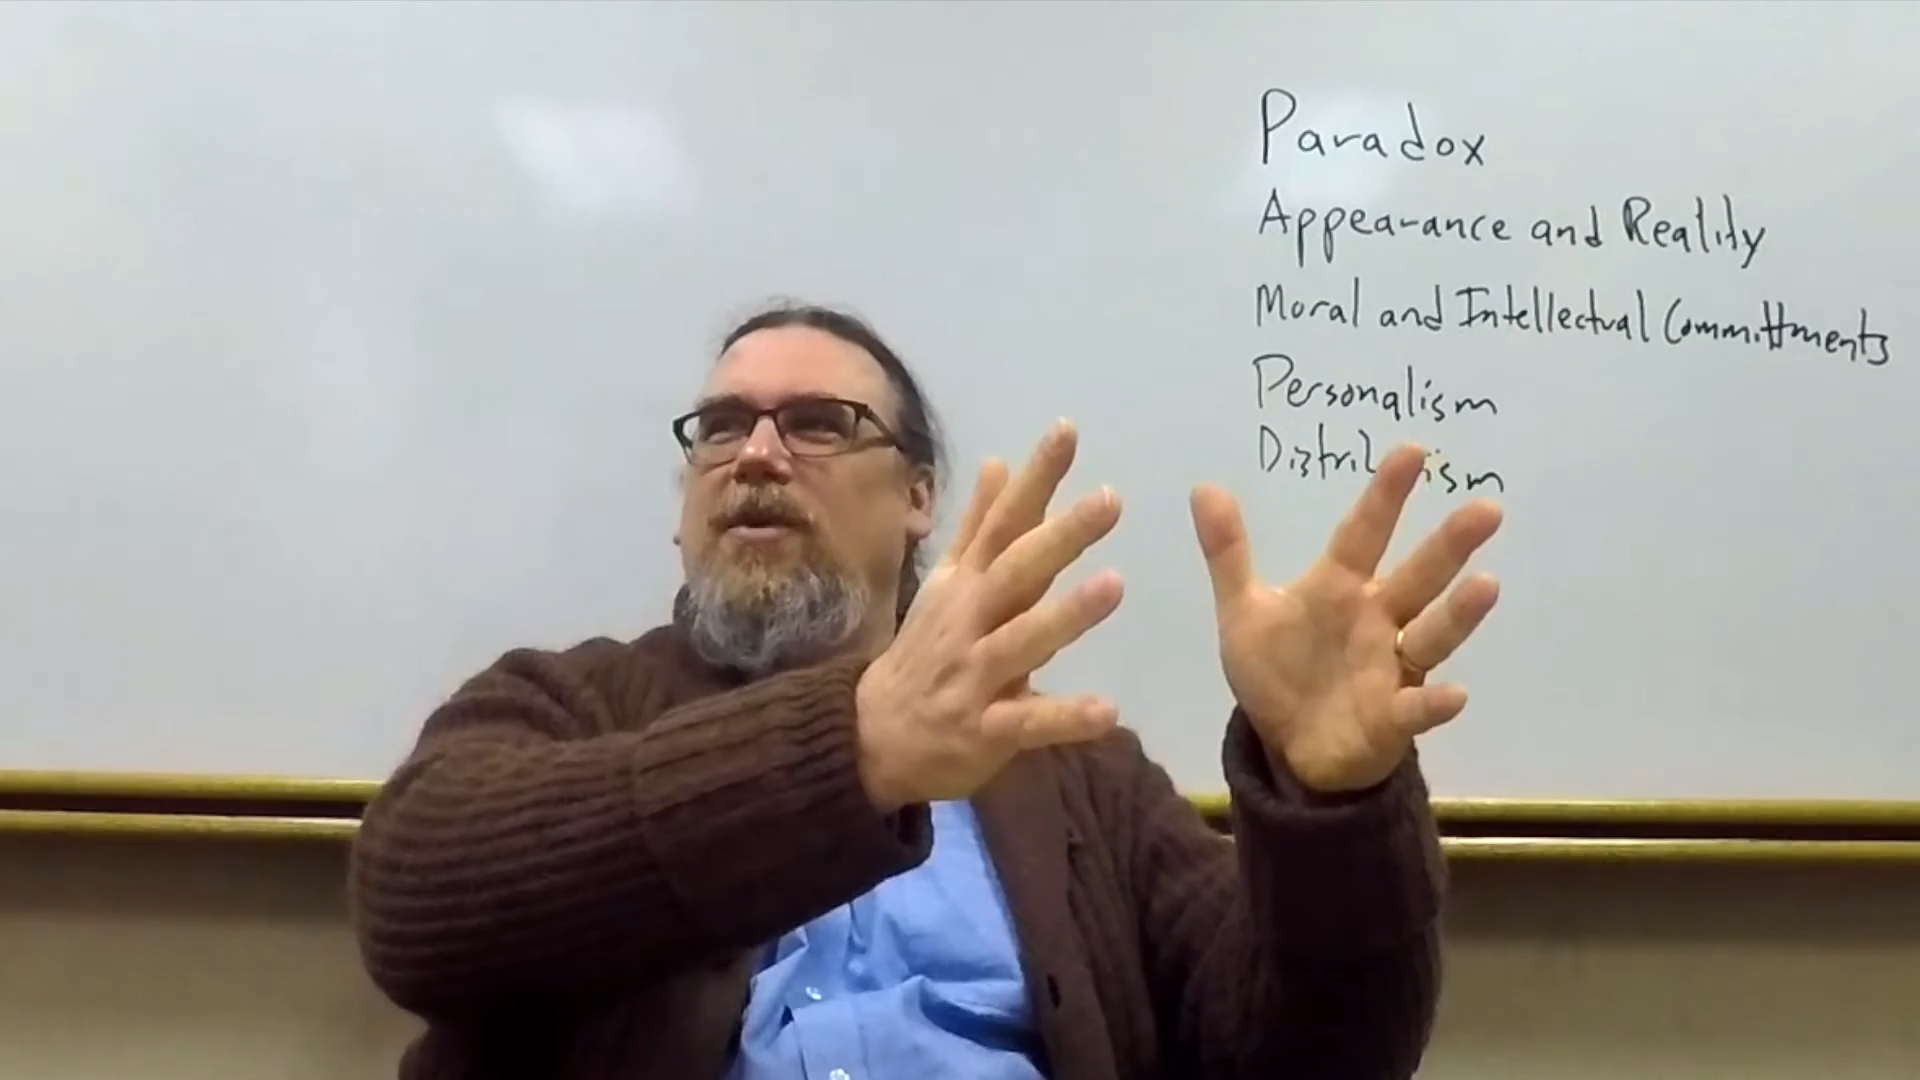 Paradox
Appearance and Reality
Moral and Intellectual Committments
Personalism